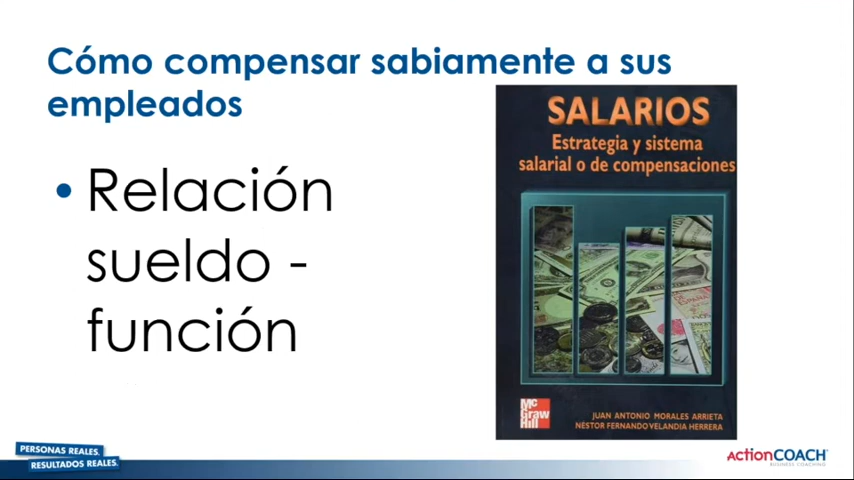 Cómo compensar sabiamente a sus
empleados
• Relación
sueldo -
función
SALARIOS
Estrategia y sistema
salarial o de compensaciones
Mc
Graw
Hill
JUAN ANTONIO MORALES ARRIETA
NÉSTOR FERNANDO VELANDIA HERRERA
PERSONAS REALES.
RESULTADOS REALES.
ActionCOACH
BUSINESS COACHING